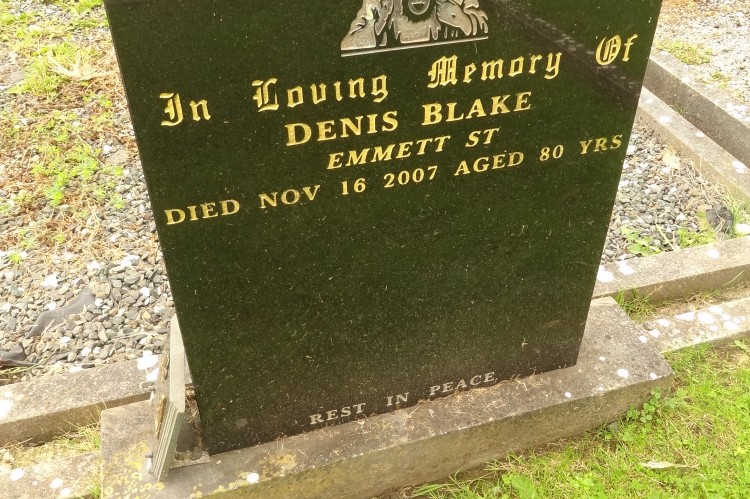 In Loving Memory Of
DENIS BLAKE
EMMETT ST
DIED NOV 16 2007 AGED 80 YRS
REST IN PEACE